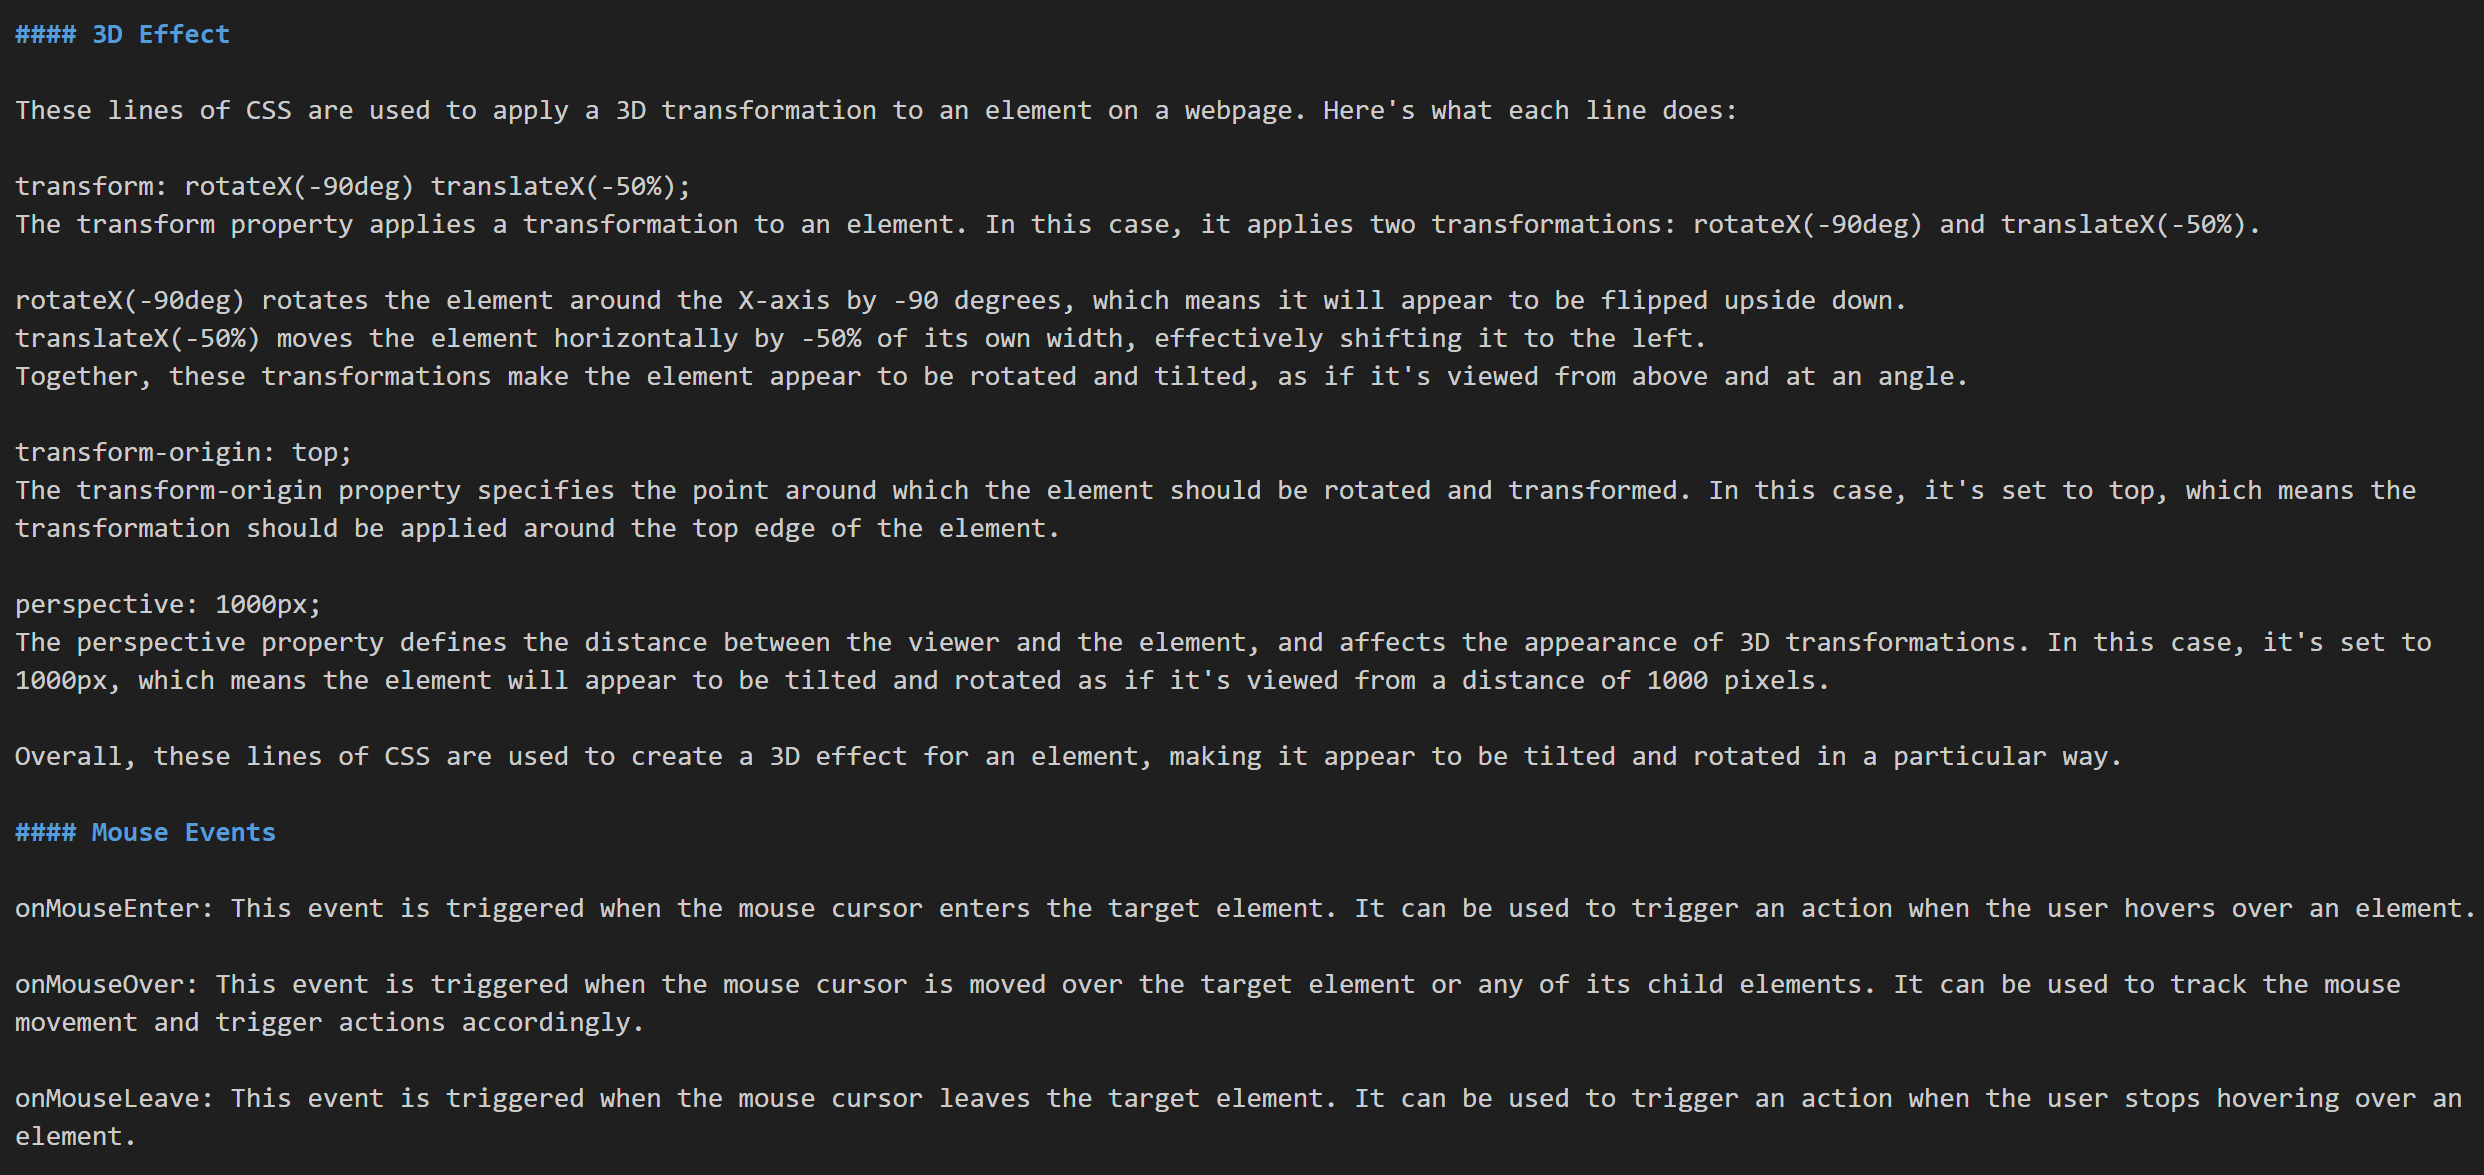 #### 3D Effect
These lines of CSS are used to apply a 3D transformation to an element on a webpage. Here's what each line does:
transform: rotateX(-90deg) translateX(-50%);
The transform property applies a transformation to an element. In this case, it applies two transformations: rotateX(-90deg) and translateX(-50%).
rotateX(-90deg) rotates the element around the X-axis by -90 degrees, which means it will appear to be flipped upside down.
translateX(-50%) moves the element horizontally by -50% of its own width, effectively shifting it to the left.
Together, these transformations make the element appear to be rotated and tilted, as if it's viewed from above and at an angle.
transform-origin: top;
The transform-origin property specifies the point around which the element should be rotated and transformed. In this case, it's set to top, which means the
transformation should be applied around the top edge of the element.
perspective: 1000px;
The perspective property defines the distance between the viewer and the element, and affects the appearance of 3D transformations. In this case, it's set to
1000px, which means the element will appear to be tilted and rotated as if it's viewed from a distance of 1000 pixels.
Overall, these lines of CSS are used to create a 3D effect for an element, making it appear to be tilted and rotated in a particular way.
#### Mouse Events
onMouseEnter: This event is triggered when the mouse cursor enters the target element. It can be used to trigger an action when the user hovers over an element.
onMouseOver: This event is triggered when the mouse cursor is moved over the target element or any of its child elements. It can be used to track the mouse
movement and trigger actions accordingly.
onMouseLeave: This event is triggered when the mouse cursor leaves the target element. It can be used to trigger an action when the user stops hovering over an
element.